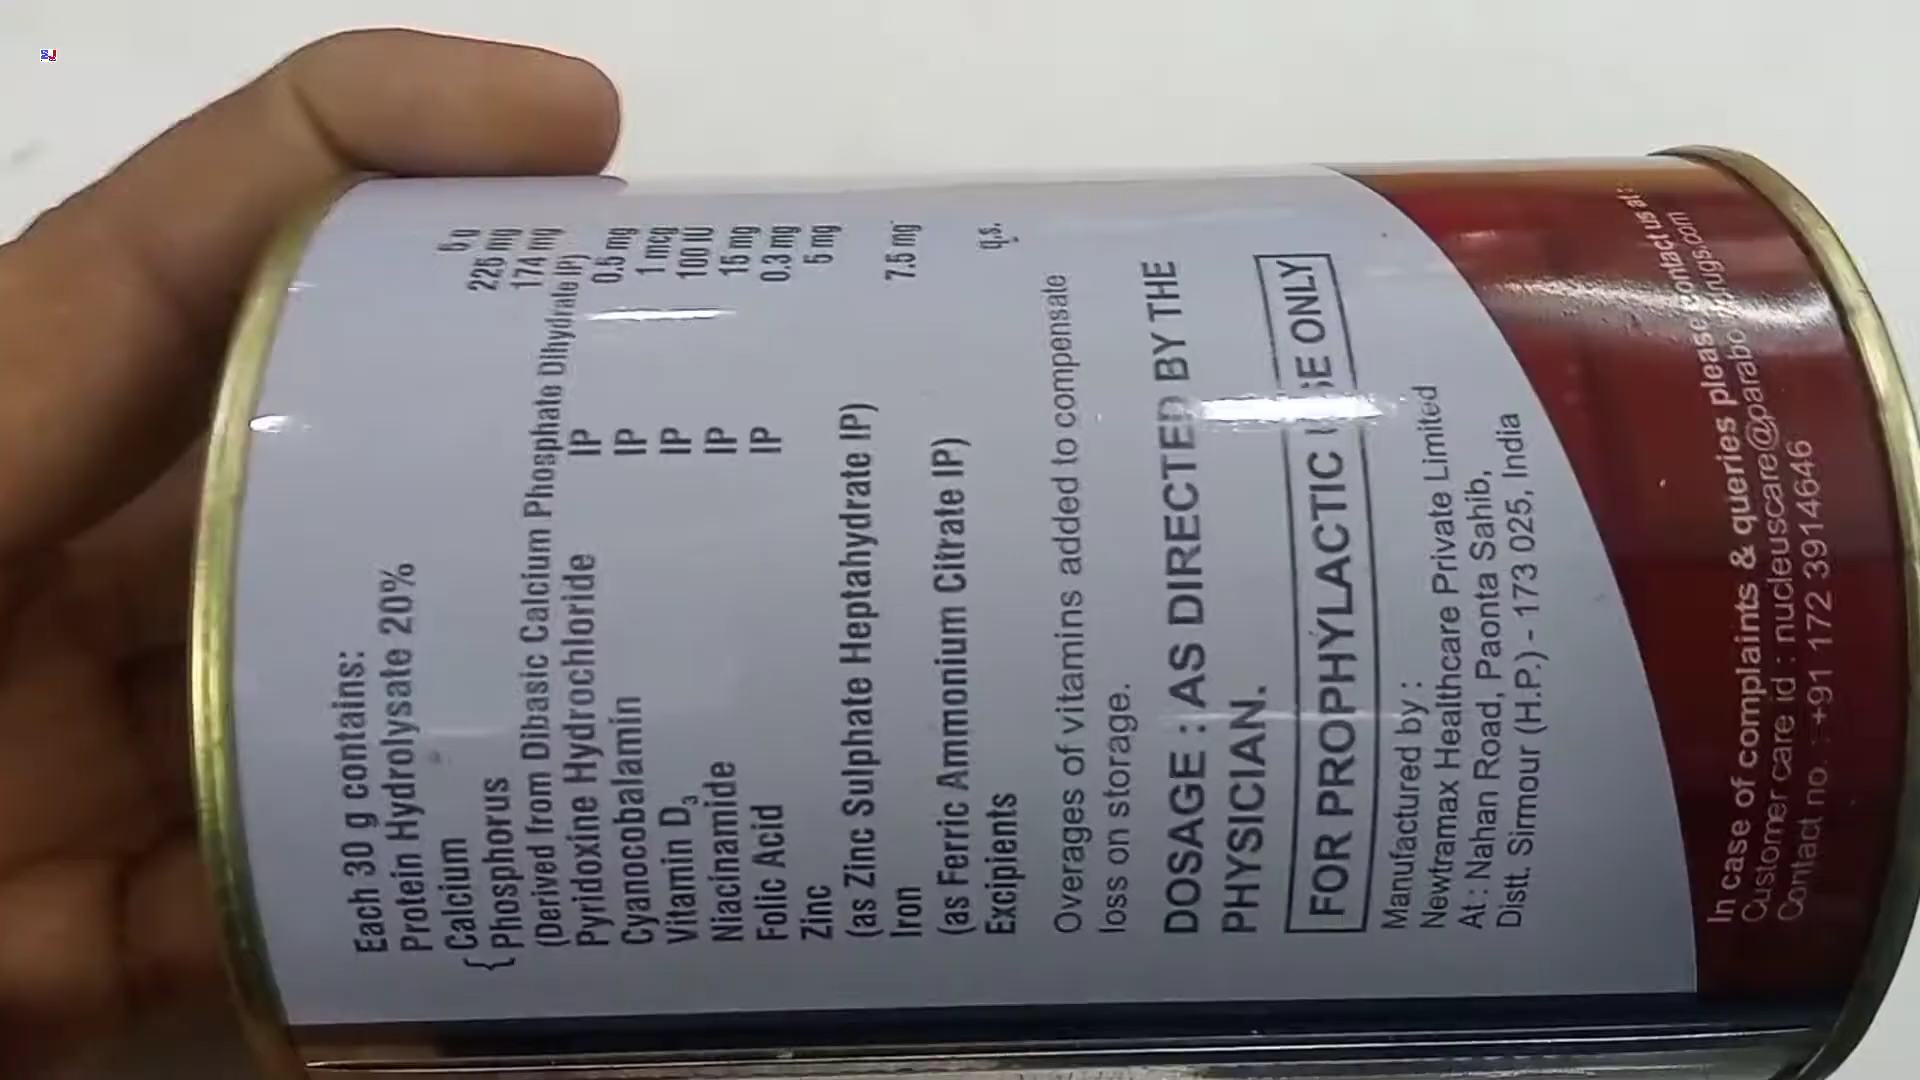 Each 30 g contains:
Protein Hydrolysate 20% 6 g
Calcium 225 mg
Phosphorus 174 mg
(Derived from Dibasic Calcium Phosphate Dihydrate IP)
Pyridoxine Hydrochloride IP 0.5 mg
Cyanocobalamin IP 1 mcg
Vitamin D3 IP 100 IU
Niacinamide IP 15 mg
Folic Acid IP 0.3 mg
Zinc 5 mg
(as Zinc Sulphate Heptahydrate IP)
Iron 7.5 mg
(as Ferric Ammonium Citrate IP)
Excipients q.s.
Overages of vitamins added to compensate
loss on storage.
DOSAGE : AS DIRECTED BY THE
PHYSICIAN.
FOR PROPHYLACTIC USE ONLY
Manufactured by :
Newtramax Healthcare Private Limited
At : Nahan Road, Paonta Sahib,
Distt. Sirmour (H.P.) - 173 025, India
In case of complaints & queries please contact us at :
Customer care id : nucleuscare@parabolicdrugs.com
Contact no. : +91 172 3914646